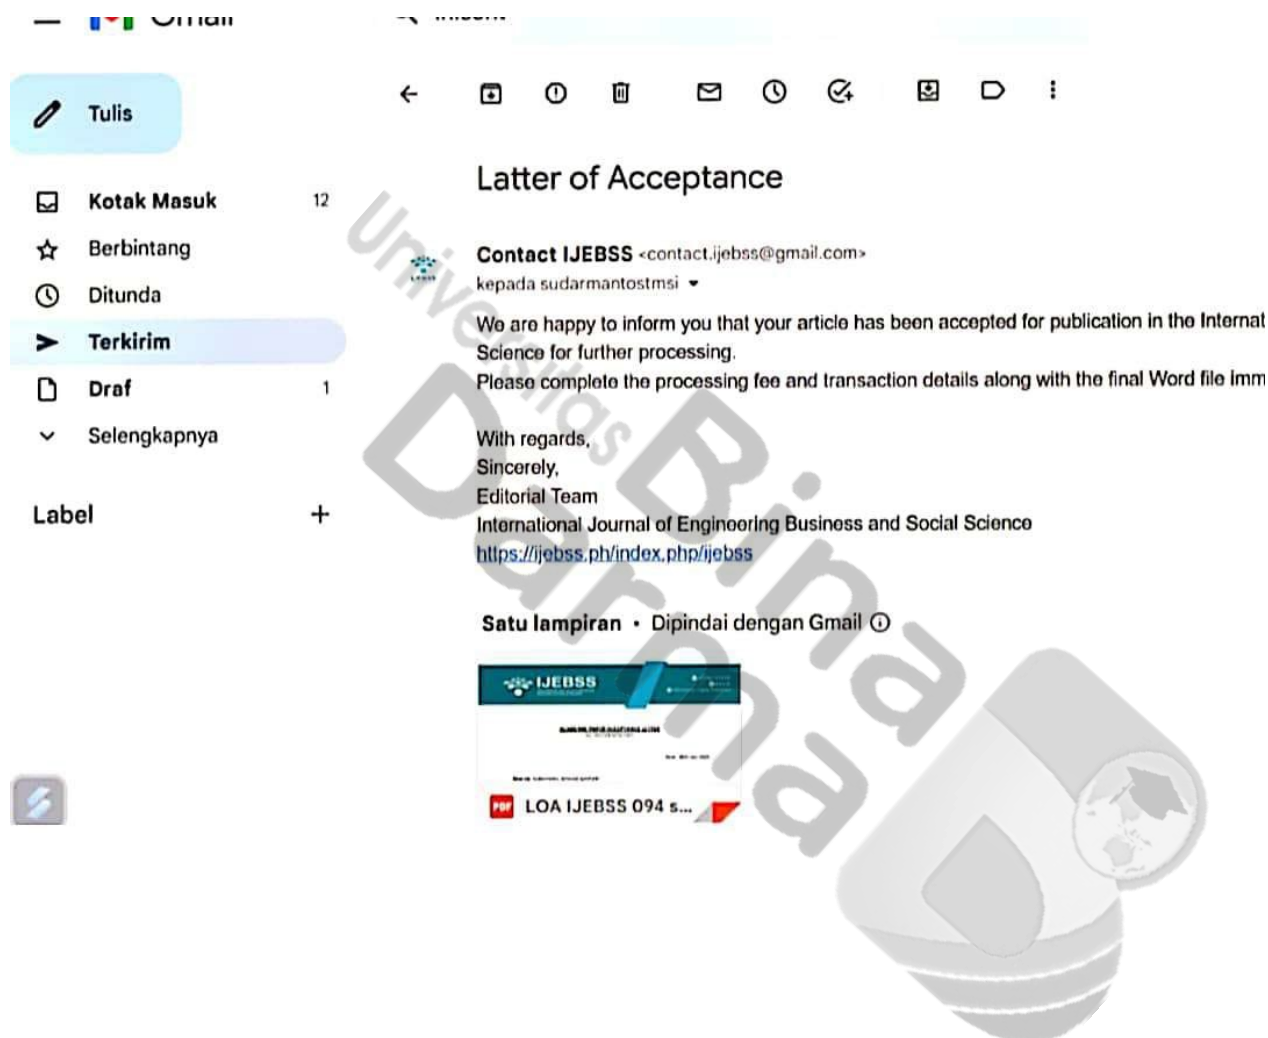 Gmail
Tulis
Kotak Masuk 12
Berbintang
Ditunda
Terkirim
Draf 1
Selengkapnya
Label +
Latter of Acceptance
Contact IJEBSS <contact.ijebss@gmail.com>
kepada sudarmantostmsi
We are happy to inform you that your article has been accepted for publication in the Internat
Science for further processing.
Please complete the processing fee and transaction details along with the final Word file imm
With regards,
Sincerely,
Editorial Team
International Journal of Engineering Business and Social Science
https://ijebss.ph/index.php/ijebss
Satu lampiran • Dipindai dengan Gmail
IJEBSS
PDF LOA IJEBSS 094 s...
Universitas
Bina
Darma